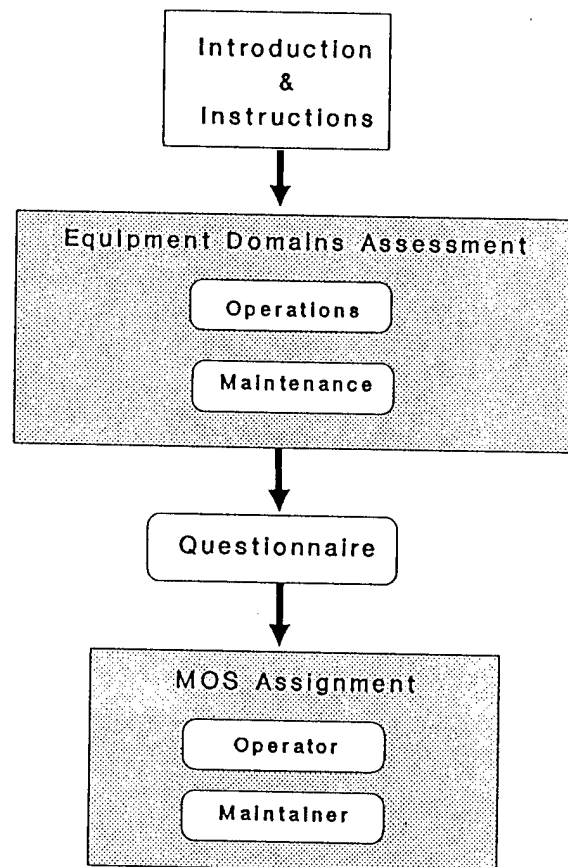 Introduction
&
Instructions
Equipment Domains Assessment
Operations
Maintenance
Questionnaire
MOS Assignment
Operator
Maintainer